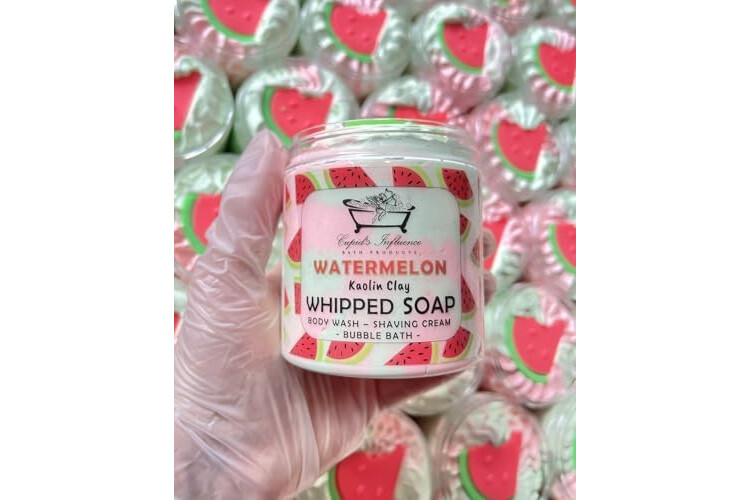 Cupid's Influence
BATH PRODUCTS
WATERMELON
Kaolin Clay
WHIPPED SOAP
BODY WASH – SHAVING CREAM
- BUBBLE BATH -